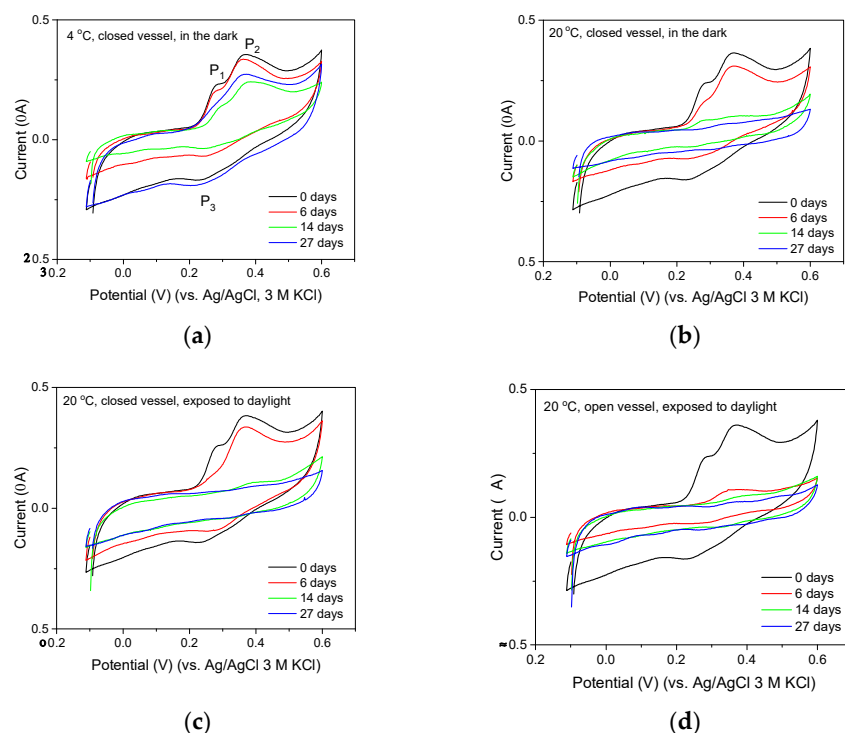 4 °C, closed vessel, in the dark
0.5
P₂
P₁
Current (θA)
0.0
P₃
0 days
6 days
14 days
27 days
2
0.5
3
0.2 0.0 0.2 0.4 0.6
Potential (V) (vs. Ag/AgCl, 3 M KCl)
(a)
20 °C, closed vessel, in the dark
0.5
Current (θA)
0.0
0 days
6 days
14 days
27 days
0.5
0.2 0.0 0.2 0.4 0.6
Potential (V) (vs. Ag/AgCl 3 M KCl)
(b)
20 °C, closed vessel, exposed to daylight
0.5
Current (θA)
0.0
0 days
6 days
14 days
27 days
0.5
0.2 0.0 0.2 0.4 0.6
Potential (V) (vs. Ag/AgCl 3 M KCl)
(c)
20 °C, open vessel, exposed to daylight
0.5
Current ( A)
0.0
0 days
6 days
14 days
27 days
0.5
0.2 0.0 0.2 0.4 0.6
Potential (V) (vs. Ag/AgCl 3 M KCl)
(d)